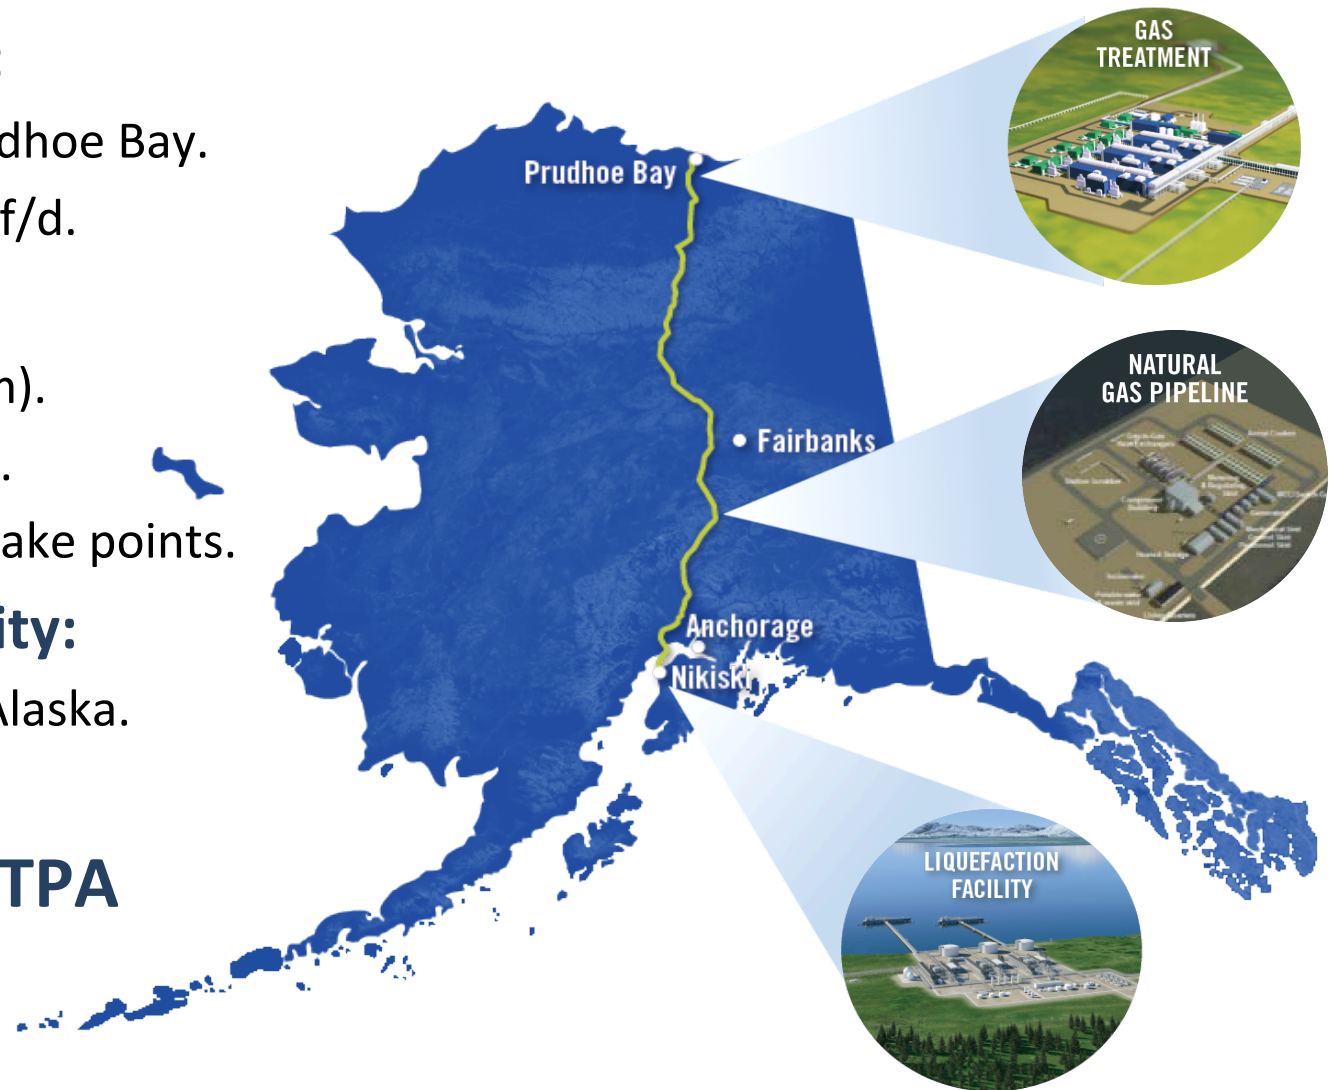 :
dhoe Bay.
f/d.
n).
.
ake points.
ity:
Alaska.
TPA
GAS
TREATMENT
Prudhoe Bay
NATURAL
GAS PIPELINE
Fairbanks
Anchorage
Nikiski
LIQUEFACTION
FACILITY